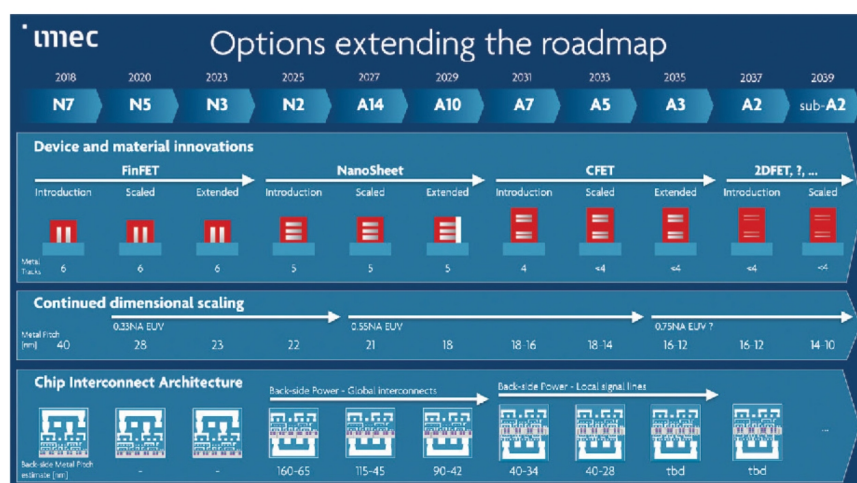 imec
Options extending the roadmap
2018 2020 2023 2025 2027 2029 2031 2033 2035 2037 2039
N7 N5 N3 N2 A14 A10 A7 A5 A3 A2 sub-A2
Device and material innovations
FinFET NanoSheet CFET 2DFET, ?, ...
Introduction Scaled Extended Introduction Scaled Extended Introduction Scaled Extended Introduction Scaled
Metal
Tracks 6 6 6 5 5 5 4 <4 <4 <4 <4
Continued dimensional scaling
0.33NA EUV 0.55NA EUV 0.75NA EUV ?
Metal Pitch
[nm] 40 28 23 22 21 18 18-16 18-14 16-12 16-12 14-10
Chip Interconnect Architecture
Back-side Power - Global interconnects Back-side Power - Local signal lines
...
Back-side Metal Pitch
estimate [nm] - - 160-65 115-45 90-42 40-34 40-28 tbd tbd